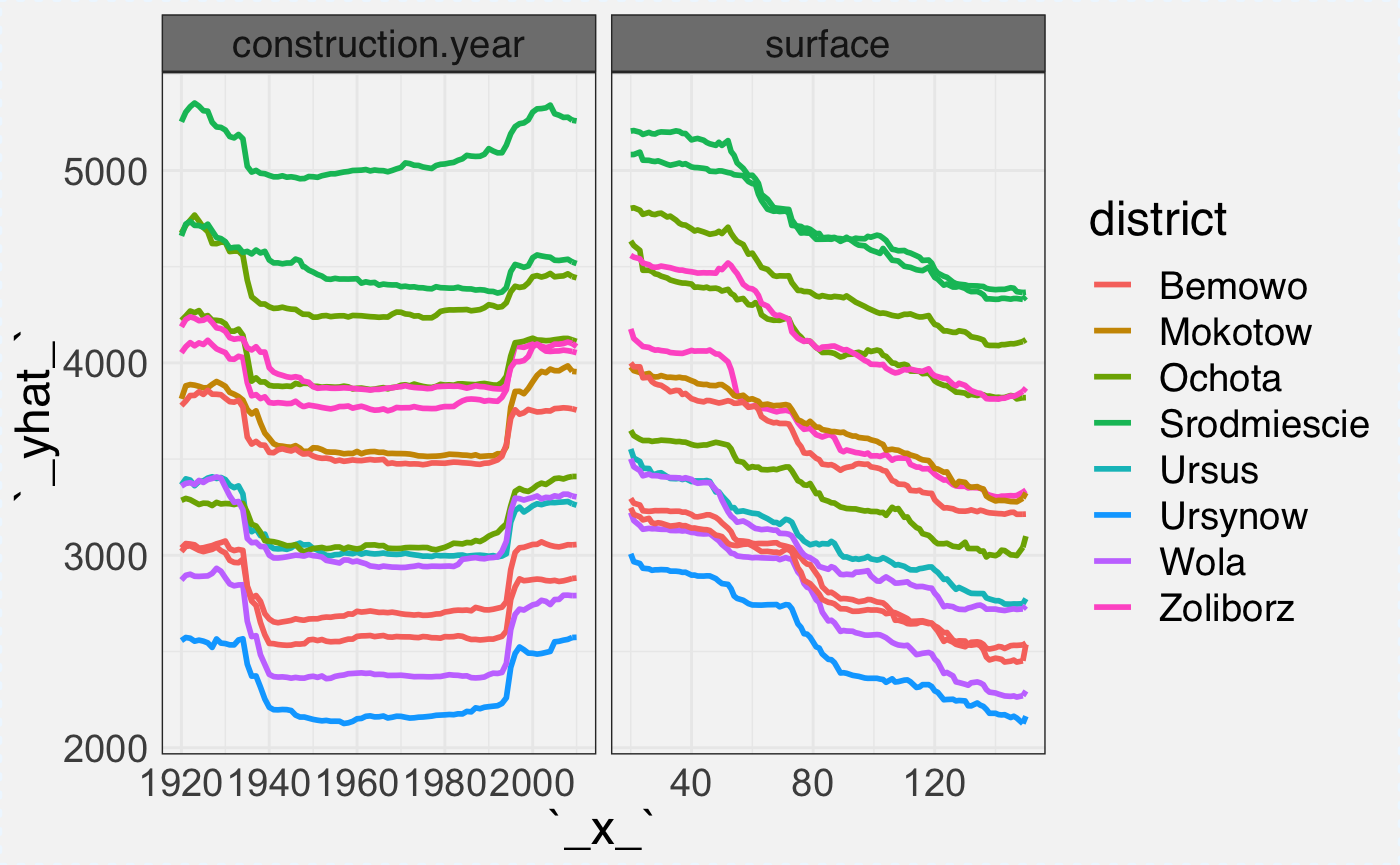 construction.year
surface
`_yhat_`
5000
4000
3000
2000
1920 1940 1960 1980 2000
40 80 120
`_x_`
district
Bemowo
Mokotow
Ochota
Srodmiescie
Ursus
Ursynow
Wola
Zoliborz